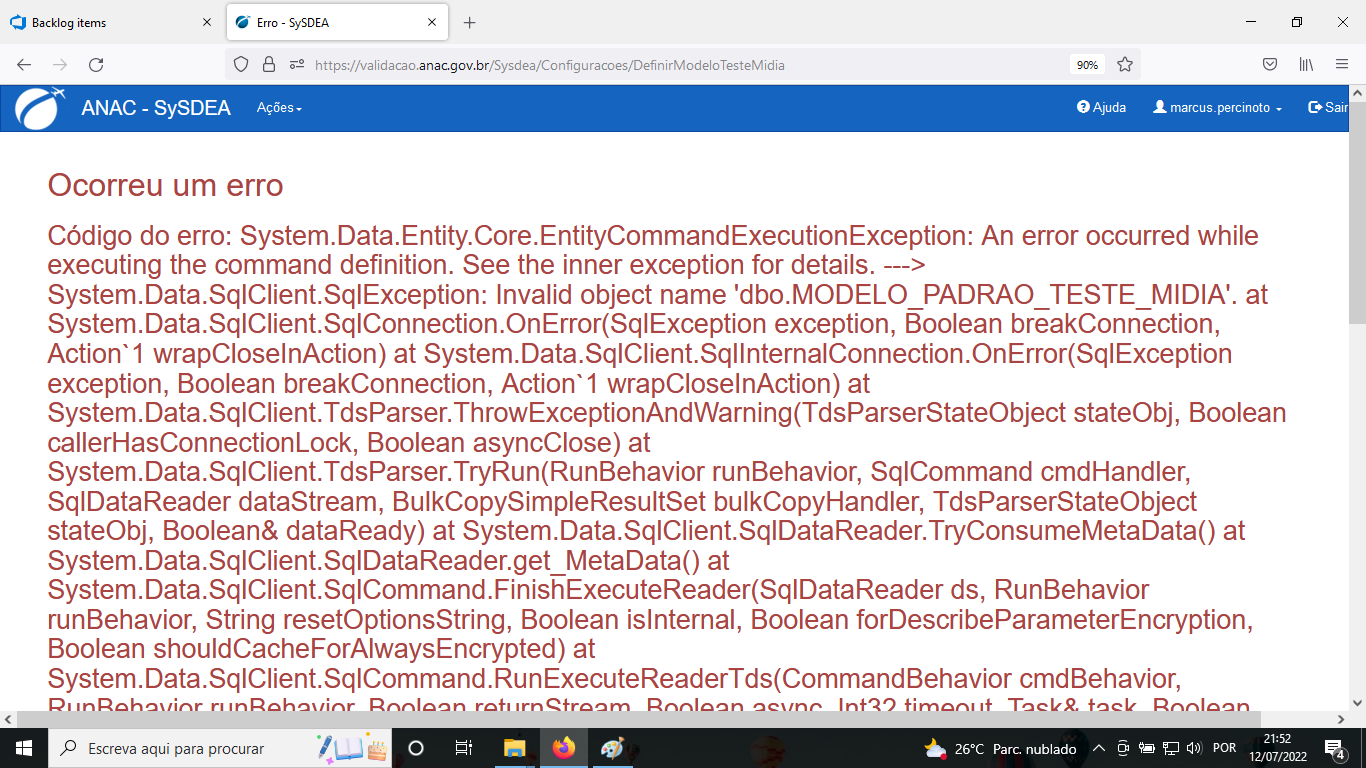 Backlog items
Erro - SySDEA
https://validacao.anac.gov.br/Sysdea/Configuracoes/DefinirModeloTesteMidia
90%
ANAC - SySDEA
Ações
Ajuda
marcus.percinoto
Sair
Ocorreu um erro
Código do erro: System.Data.Entity.Core.EntityCommandExecutionException: An error occurred while
executing the command definition. See the inner exception for details. --->
System.Data.SqlClient.SqlException: Invalid object name 'dbo.MODELO_PADRAO_TESTE_MIDIA'. at
System.Data.SqlClient.SqlConnection.OnError(SqlException exception, Boolean breakConnection,
Action`1 wrapCloseInAction) at System.Data.SqlClient.SqlInternalConnection.OnError(SqlException
exception, Boolean breakConnection, Action`1 wrapCloseInAction) at
System.Data.SqlClient.TdsParser.ThrowExceptionAndWarning(TdsParserStateObject stateObj, Boolean
callerHasConnectionLock, Boolean asyncClose) at
System.Data.SqlClient.TdsParser.TryRun(RunBehavior runBehavior, SqlCommand cmdHandler,
SqlDataReader dataStream, BulkCopySimpleResultSet bulkCopyHandler, TdsParserStateObject
stateObj, Boolean& dataReady) at System.Data.SqlClient.SqlDataReader.TryConsumeMetaData() at
System.Data.SqlClient.SqlDataReader.get_MetaData() at
System.Data.SqlClient.SqlCommand.FinishExecuteReader(SqlDataReader ds, RunBehavior
runBehavior, String resetOptionsString, Boolean isInternal, Boolean forDescribeParameterEncryption,
Boolean shouldCacheForAlwaysEncrypted) at
System.Data.SqlClient.SqlCommand.RunExecuteReaderTds(CommandBehavior cmdBehavior,
RunBehavior runBehavior, Boolean returnStream, Boolean async, Int32 timeout, Task& task, Boolean
Escreva aqui para procurar
26°C Parc. nublado
POR
21:52
12/07/2022
4